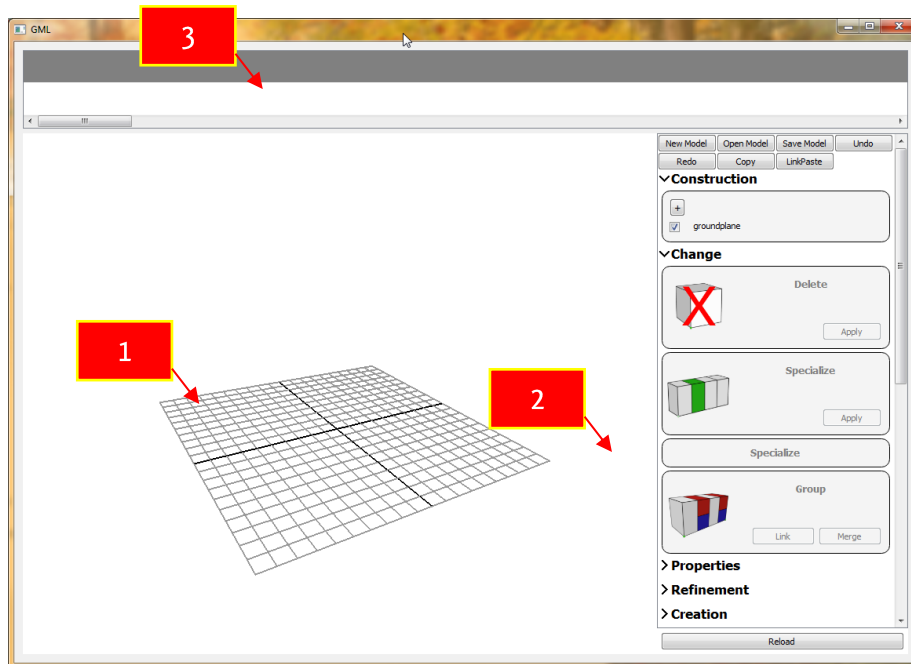 GML
3
New Model Open Model Save Model Undo
Redo Copy LinkPaste
Construction
+
groundplane
Change
Delete
Apply
1
Specialize
2
Apply
Specialize
Group
Link Merge
Properties
Refinement
Creation
Reload